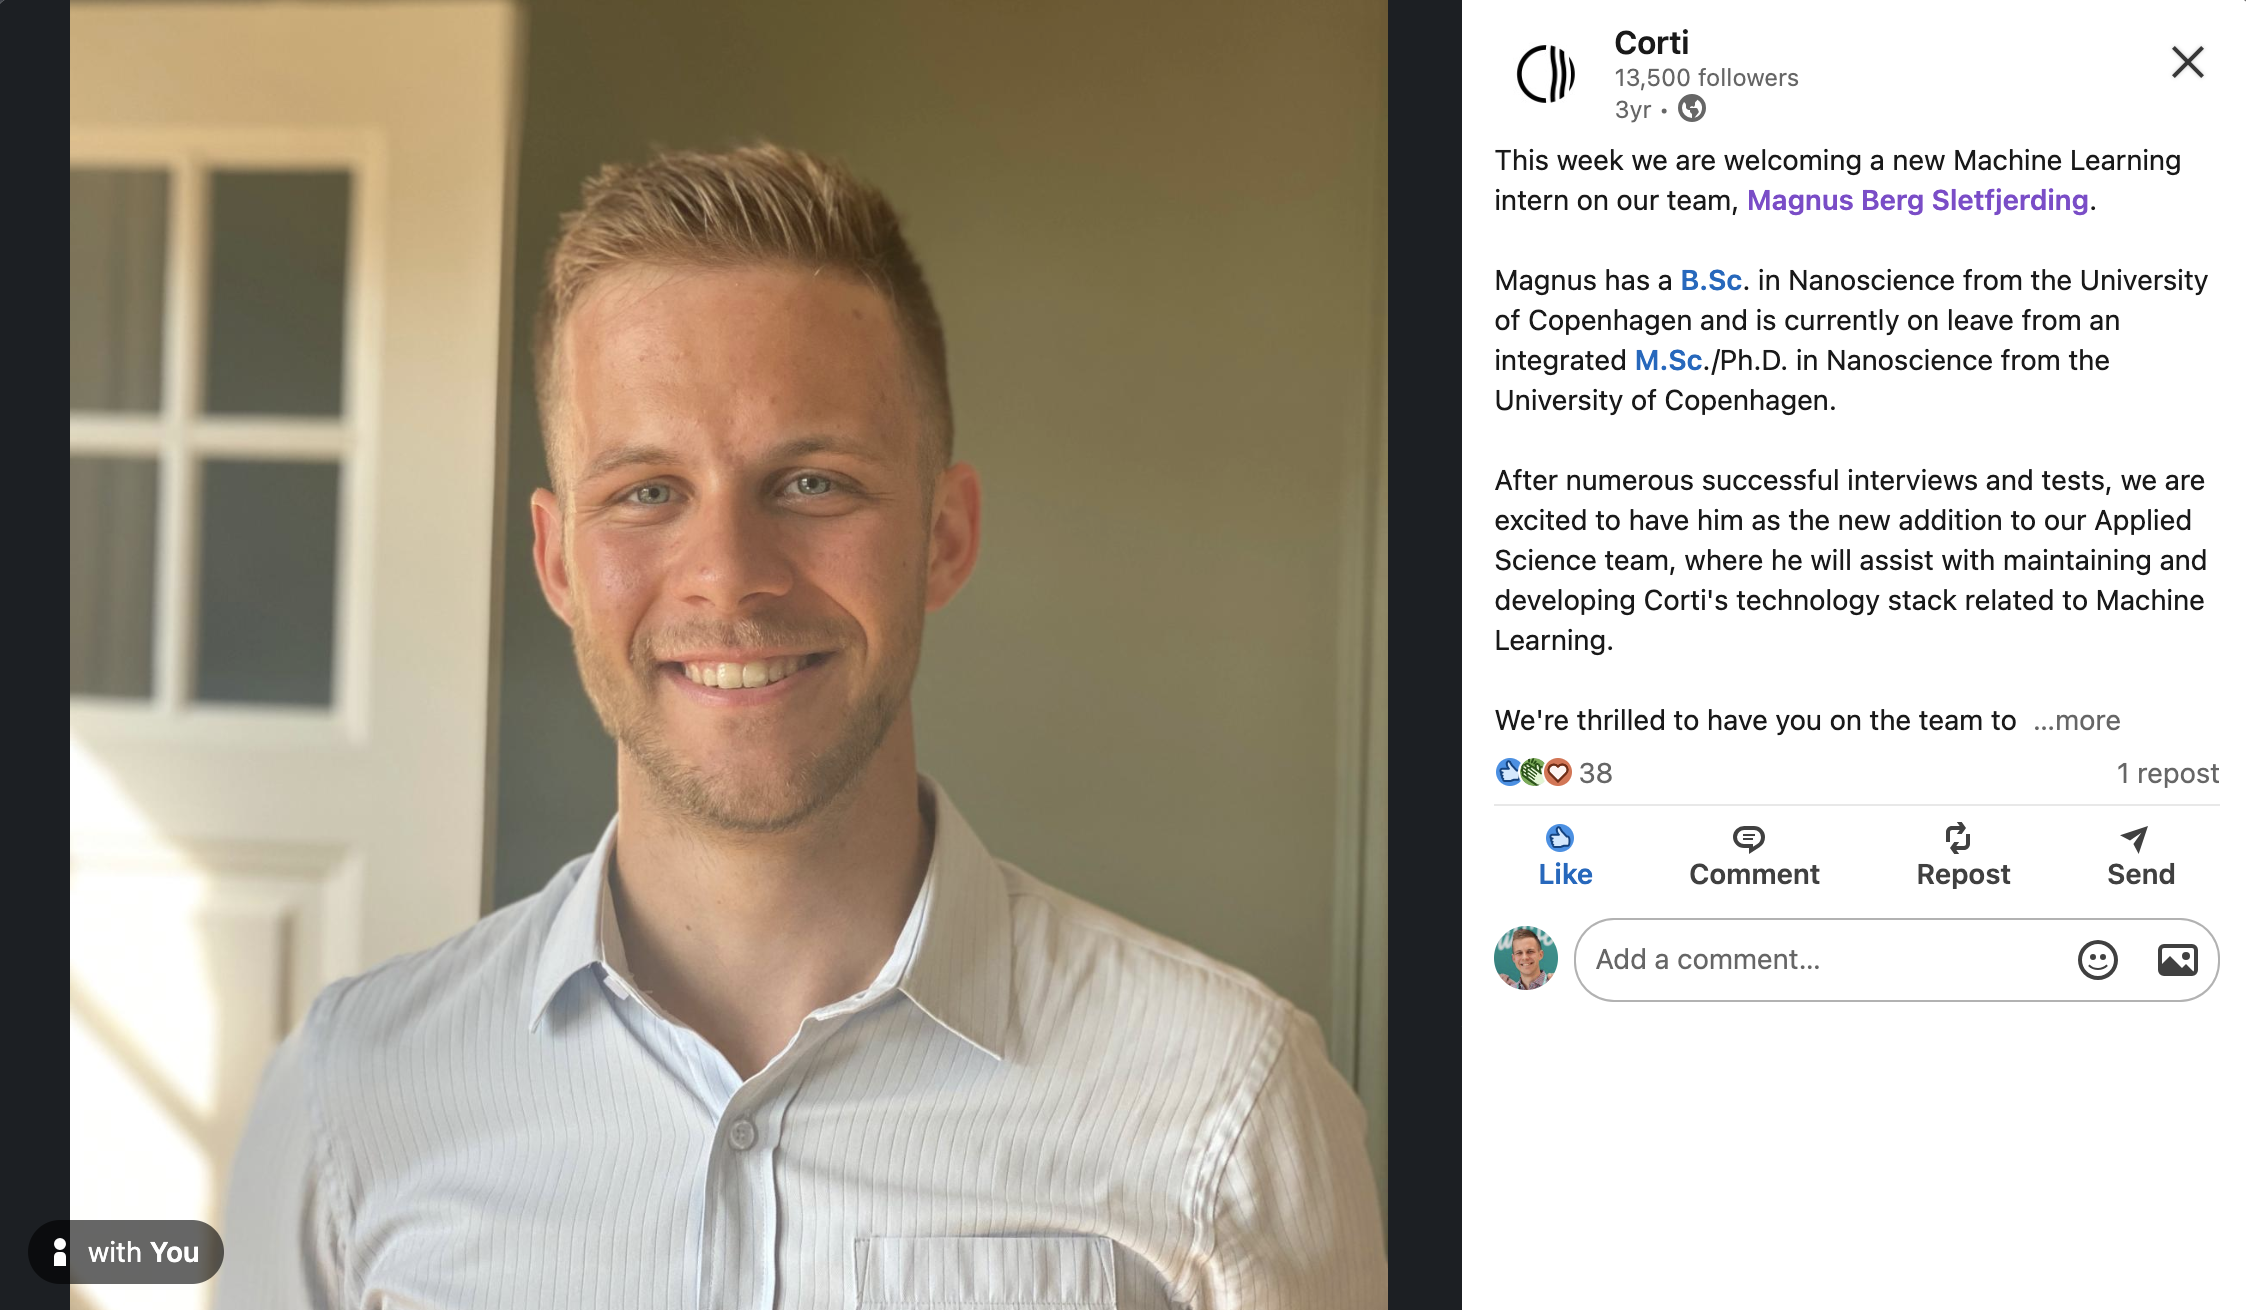 Corti
13,500 followers
3yr •
This week we are welcoming a new Machine Learning
intern on our team, Magnus Berg Sletfjerding.
Magnus has a B.Sc. in Nanoscience from the University
of Copenhagen and is currently on leave from an
integrated M.Sc./Ph.D. in Nanoscience from the
University of Copenhagen.
After numerous successful interviews and tests, we are
excited to have him as the new addition to our Applied
Science team, where he will assist with maintaining and
developing Corti's technology stack related to Machine
Learning.
We're thrilled to have you on the team to ...more
38
1 repost
Like
Comment
Repost
Send
Add a comment...
with You